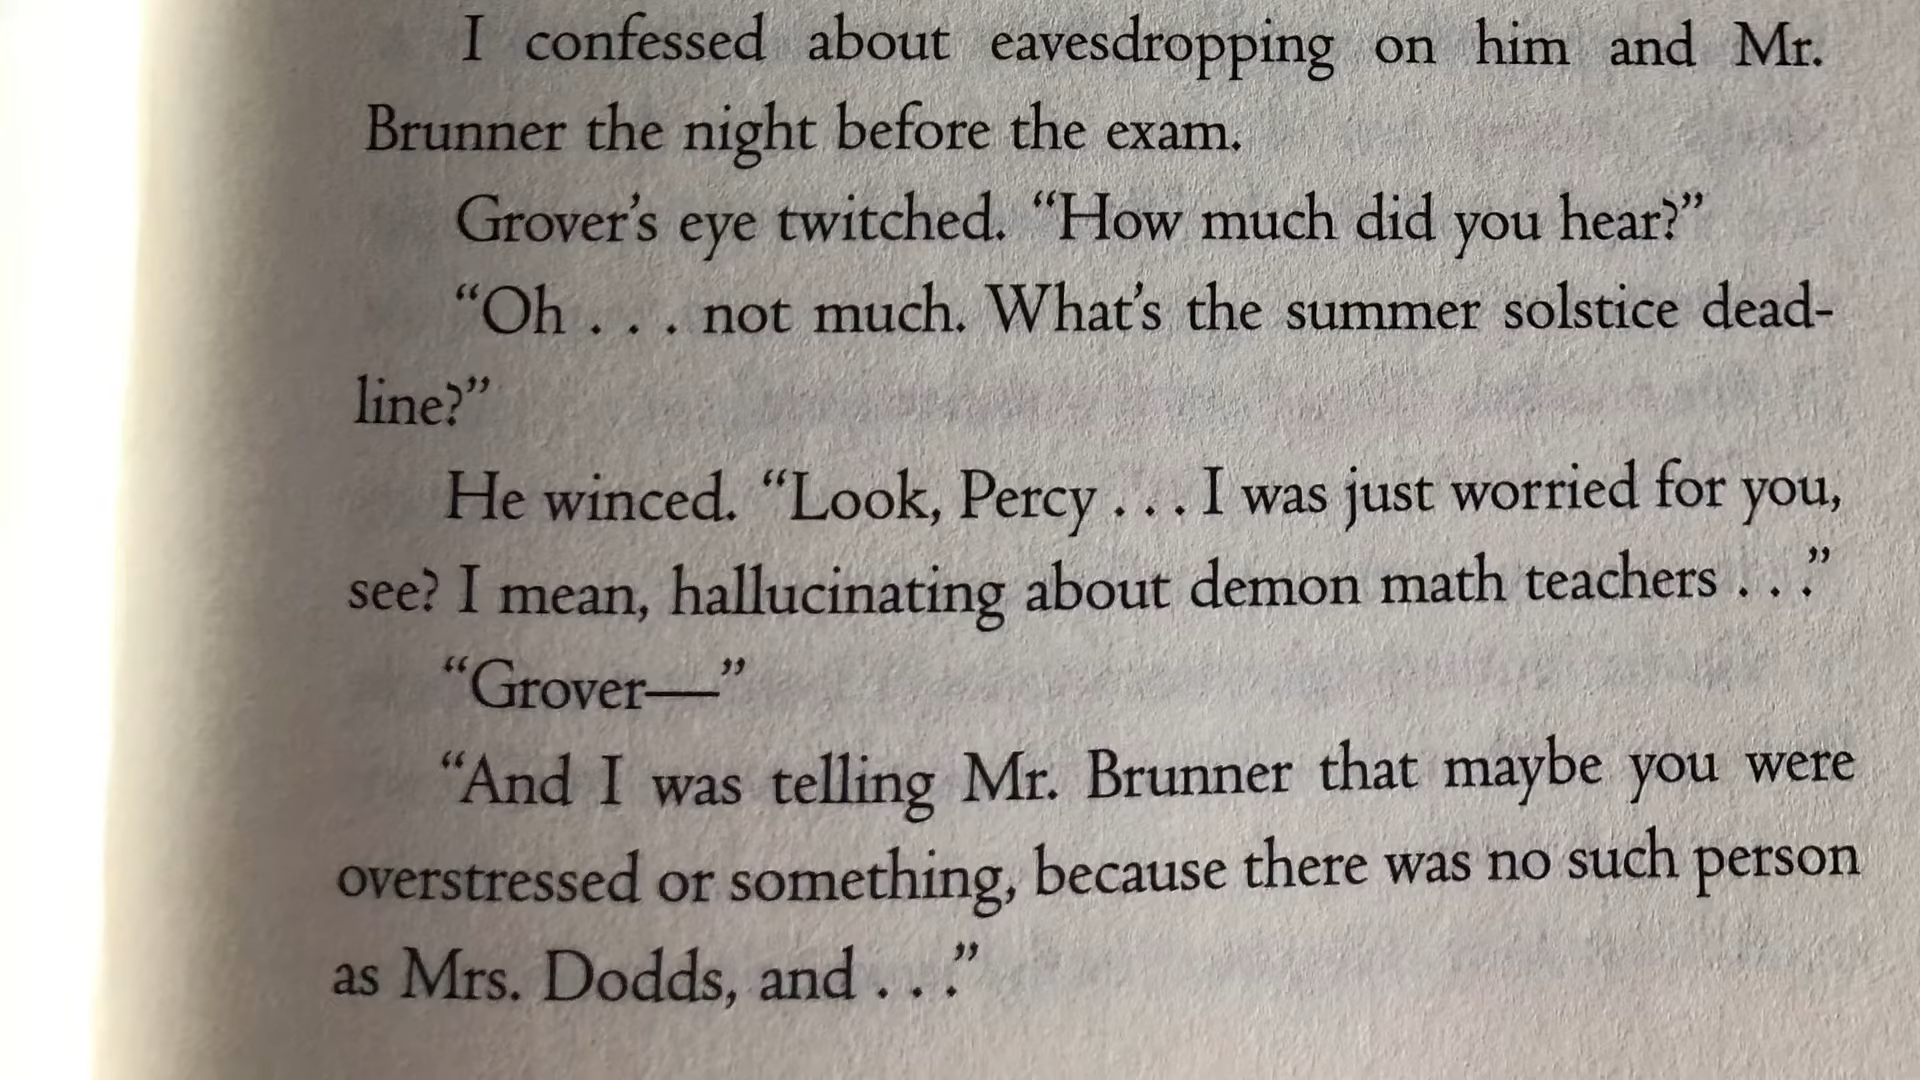 I confessed about eavesdropping on him and Mr.
Brunner the night before the exam.
Grover’s eye twitched. “How much did you hear?”
“Oh . . . not much. What’s the summer solstice dead-
line?”
He winced. “Look, Percy . . . I was just worried for you,
see? I mean, hallucinating about demon math teachers . . .”
“Grover—”
“And I was telling Mr. Brunner that maybe you were
overstressed or something, because there was no such person
as Mrs. Dodds, and . . .”